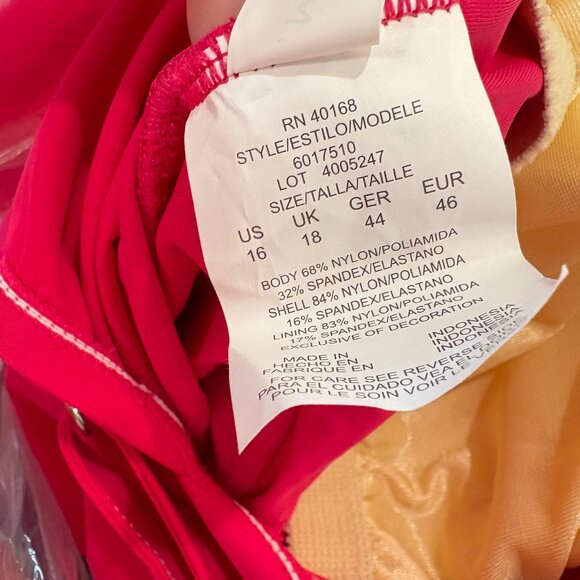 M
RN 40168
STYLE/ESTILO/MODELE
6017510
LOT 4005247
SIZE/TALLA/TAILLE
US UK GER EUR
16 18 44 46
BODY 68% NYLON/POLIAMIDA
32% SPANDEX/ELASTANO
SHELL 84% NYLON/POLIAMIDA
16% SPANDEX/ELASTANO
LINING 83% NYLON/POLIAMIDA
17% SPANDEX/ELASTANO
EXCLUSIVE OF DECORATION
MADE IN INDONESIA
HECHO EN INDONESIA
FABRIQUE EN INDONESIA
FOR CARE SEE REVERSE SIDE
PARA EL CUIDADO VEA EL VERSO
POUR LE SOIN VOIR LE